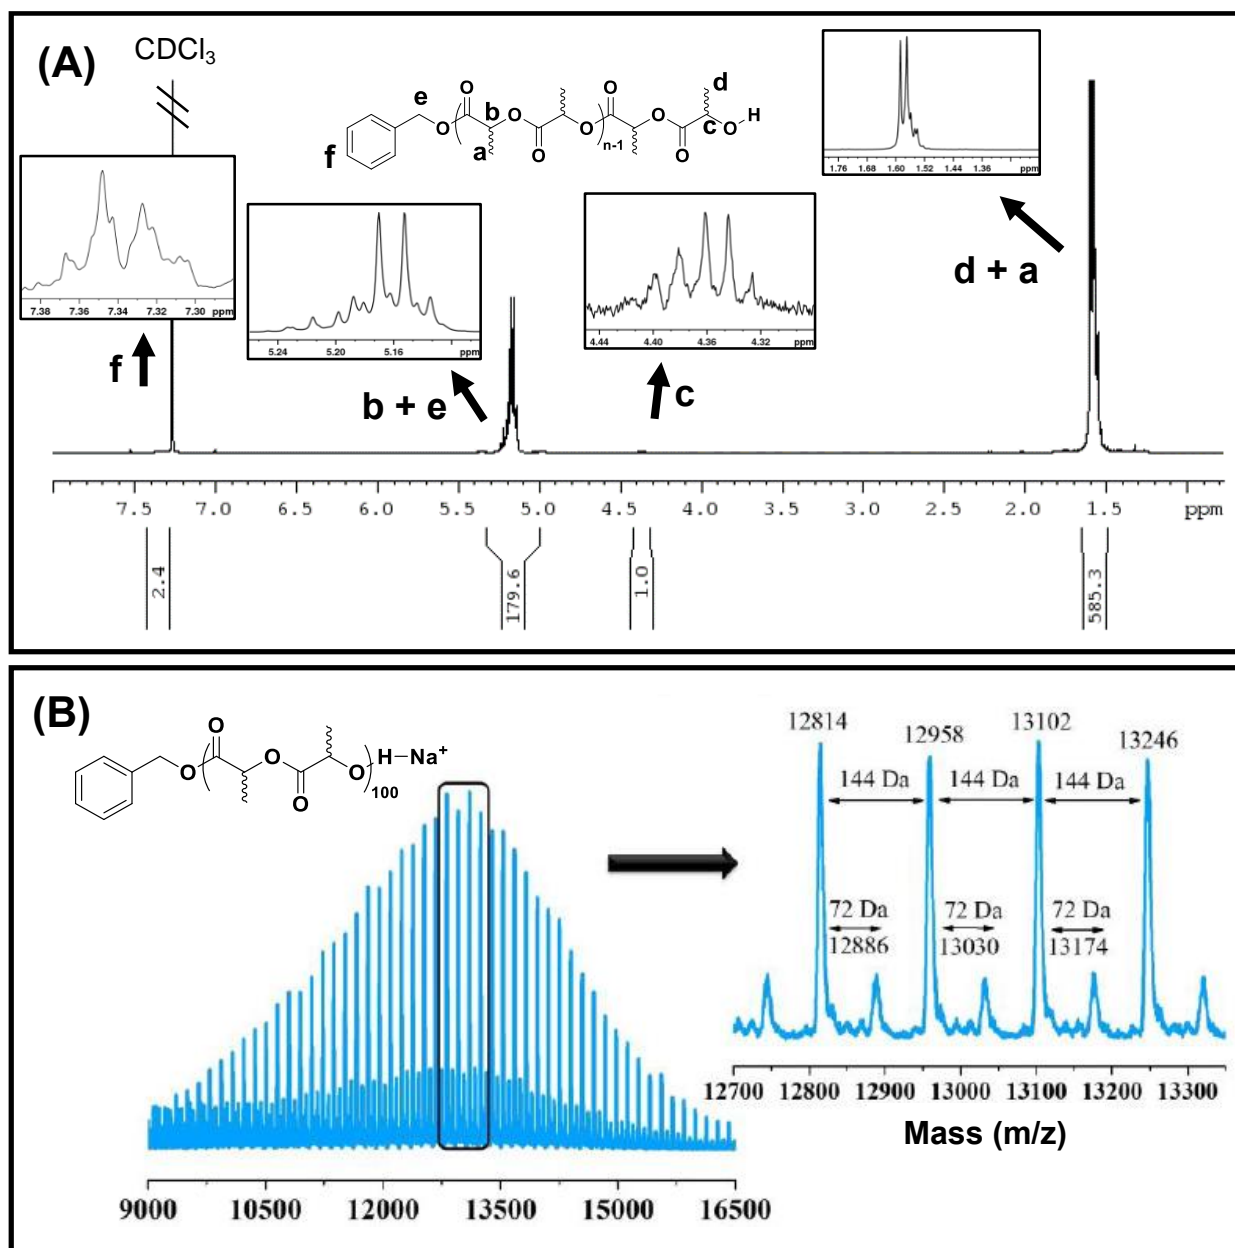 (A)
CDCl3
e
O
b
O
O
a
O
n-1
O
O
d
c
O
O-H
f
7.38 7.36 7.34 7.32 7.30 ppm
f
5.24 5.20 5.16 ppm
b + e
4.44 4.40 4.36 4.32 ppm
c
1.76 1.68 1.60 1.52 1.44 1.36 ppm
d + a
7.5 7.0 6.5 6.0 5.5 5.0 4.5 4.0 3.5 3.0 2.5 2.0 1.5 ppm
2.4 179.6 1.0 585.3
(B)
O
O
O
O
O
H-Na+
100
9000 10500 12000 13500 15000 16500
12814 12958 13102 13246
144 Da 144 Da 144 Da
72 Da 72 Da 72 Da
12886 13030 13174
12700 12800 12900 13000 13100 13200 13300
Mass (m/z)